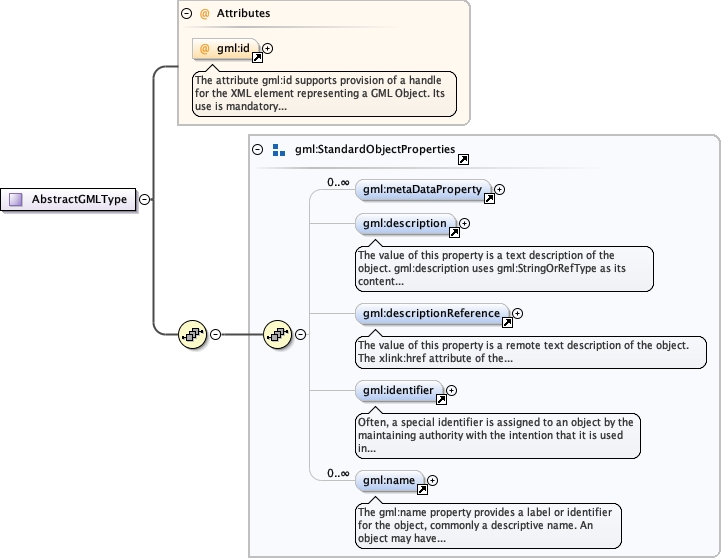 @ Attributes
@ gml:id
The attribute gml:id supports provision of a handle
for the XML element representing a GML Object. Its
use is mandatory...
gml:StandardObjectProperties
0..∞
gml:metaDataProperty
AbstractGMLType
gml:description
The value of this property is a text description of the
object. gml:description uses gml:StringOrRefType as its
content...
gml:descriptionReference
The value of this property is a remote text description of the object.
The xlink:href attribute of the...
gml:identifier
Often, a special identifier is assigned to an object by the
maintaining authority with the intention that it is used
in...
0..∞
gml:name
The gml:name property provides a label or identifier
for the object, commonly a descriptive name. An
object may have...